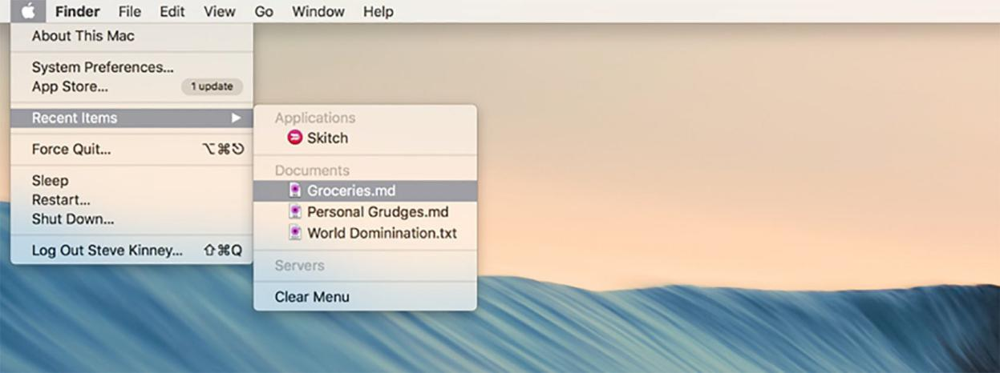 Finder File Edit View Go Window Help
About This Mac
System Preferences...
App Store... 1 update
Recent Items
Force Quit... ⌥⌘⎋
Sleep
Restart...
Shut Down...
Log Out Steve Kinney... ⇧⌘Q
Applications
Skitch
Documents
Groceries.md
Personal Grudges.md
World Dominination.txt
Servers
Clear Menu